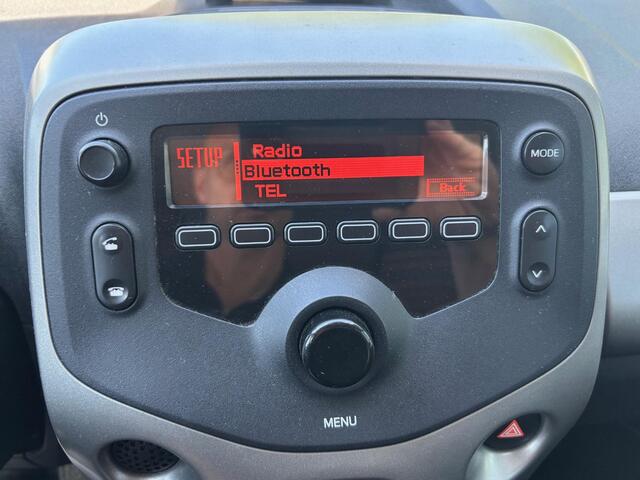 SETUP
Radio
Bluetooth
TEL
Back
MODE
MENU